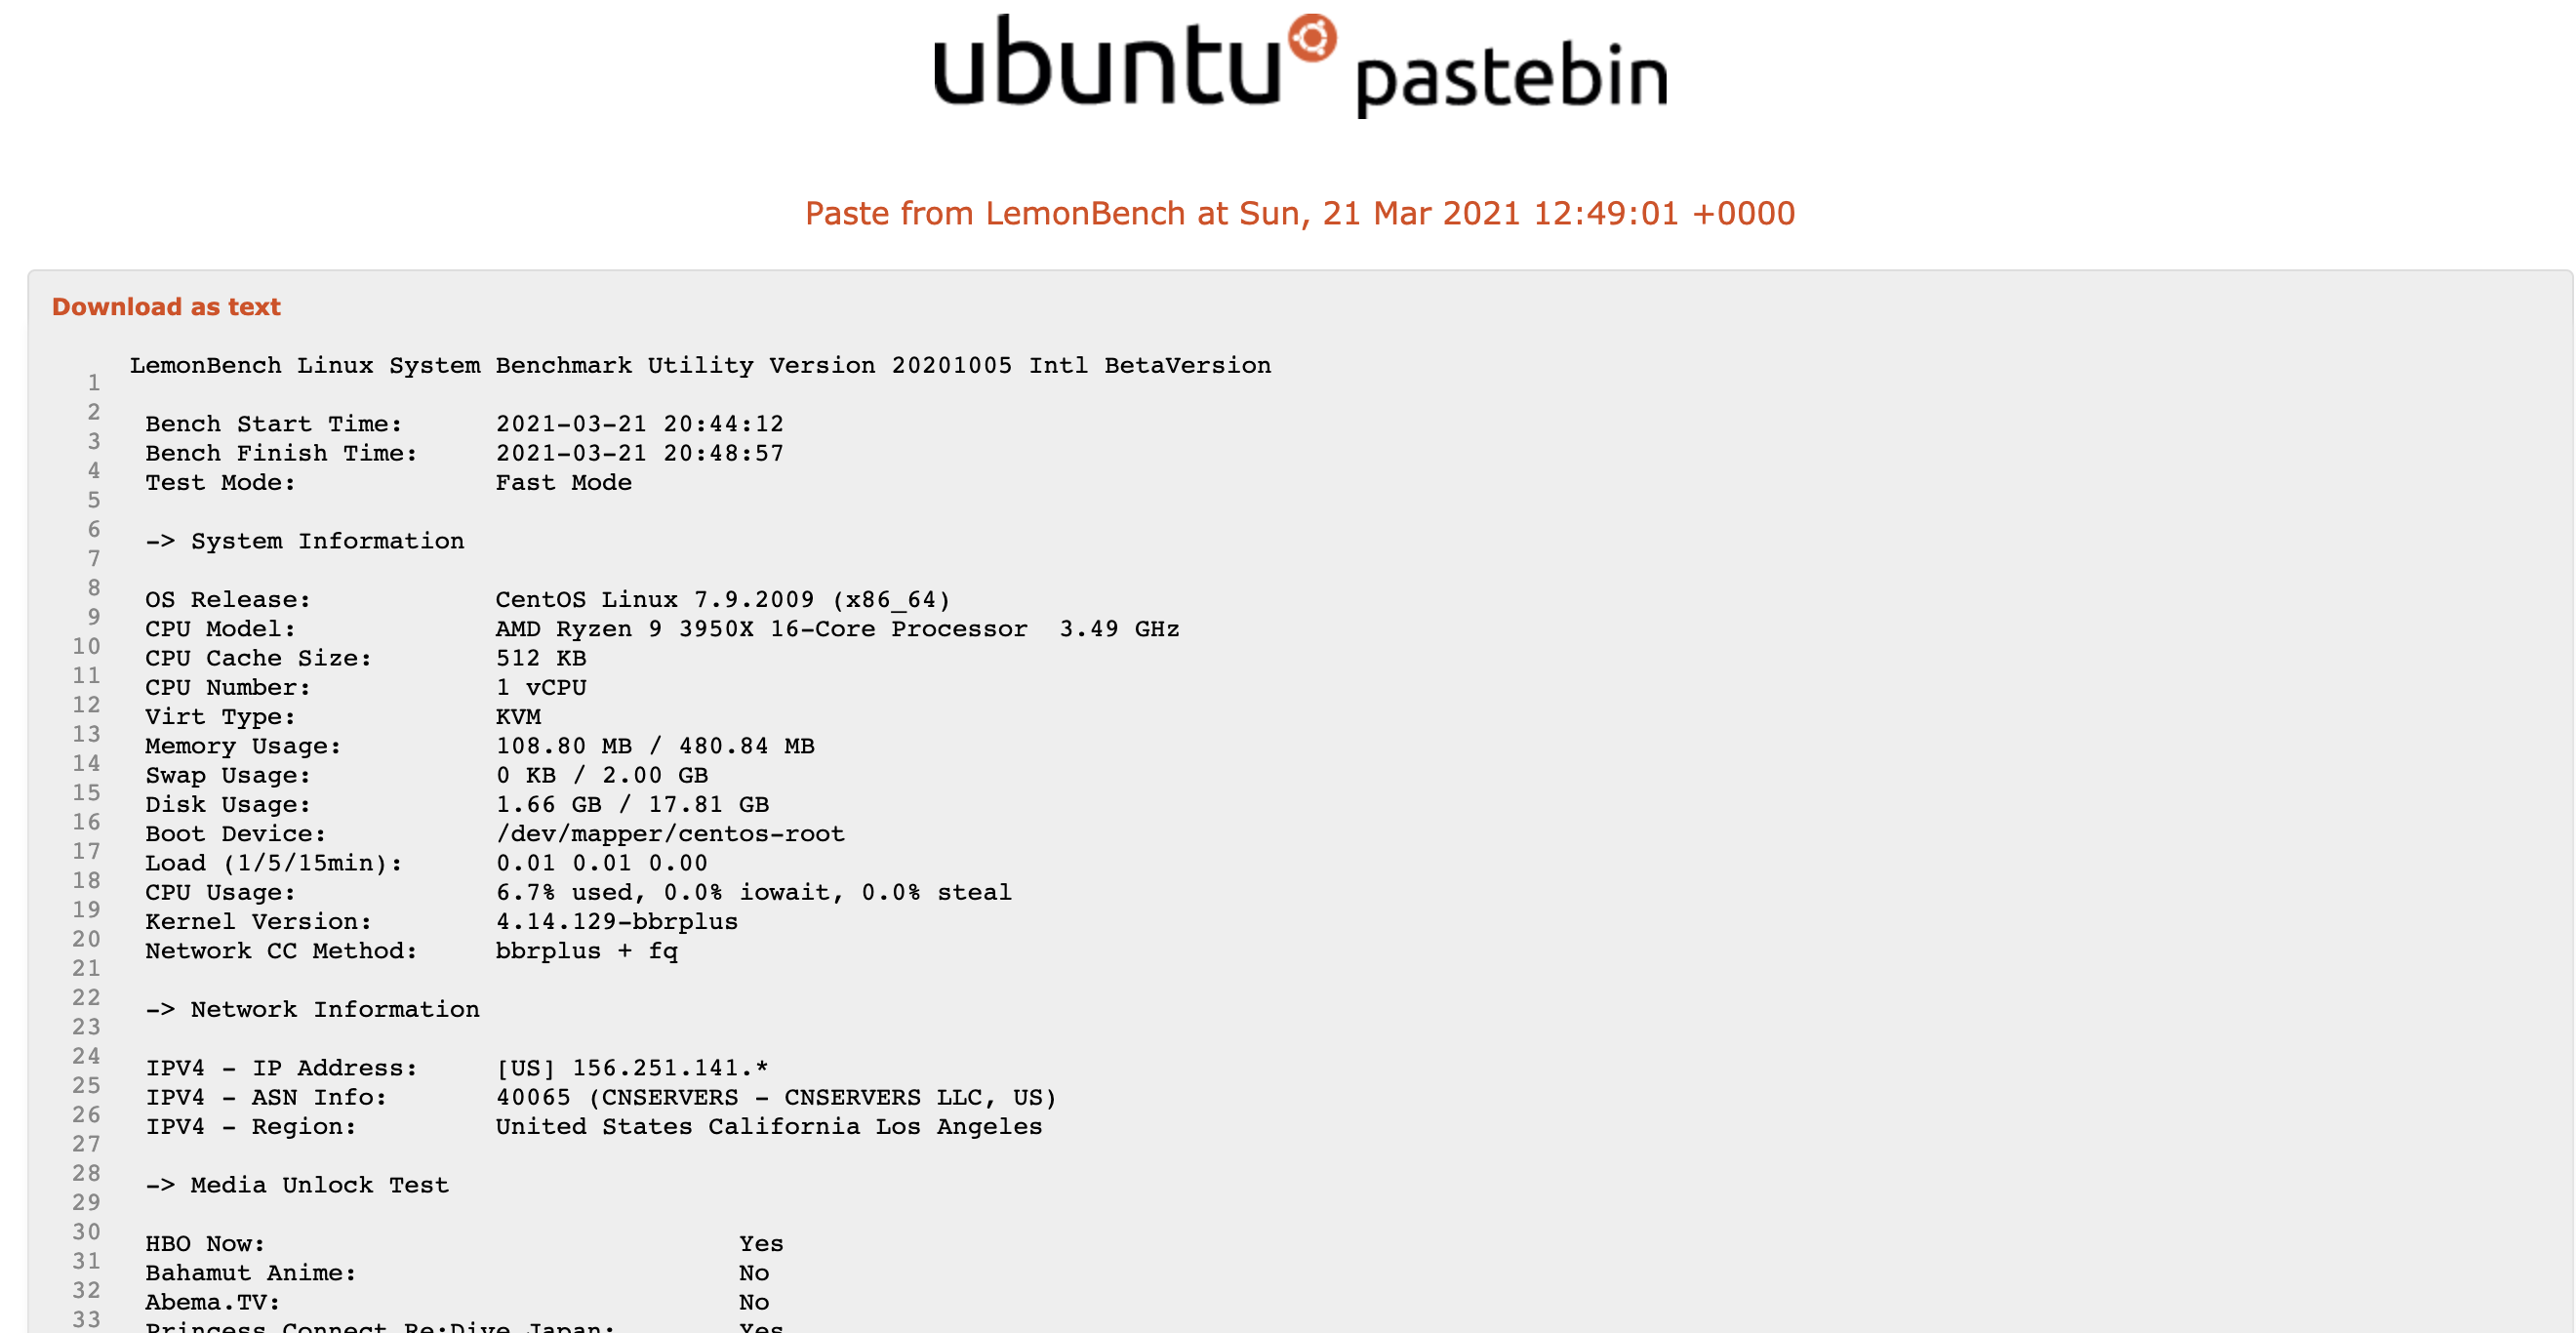 ubuntu pastebin
Paste from LemonBench at Sun, 21 Mar 2021 12:49:01 +0000
Download as text
LemonBench Linux System Benchmark Utility Version 20201005 Intl BetaVersion
1
2
Bench Start Time: 2021-03-21 20:44:12
3
Bench Finish Time: 2021-03-21 20:48:57
4
Test Mode: Fast Mode
5
6
-> System Information
7
8
OS Release: CentOS Linux 7.9.2009 (x86_64)
9
CPU Model: AMD Ryzen 9 3950X 16-Core Processor 3.49 GHz
10
CPU Cache Size: 512 KB
11
CPU Number: 1 vCPU
12
Virt Type: KVM
13
Memory Usage: 108.80 MB / 480.84 MB
14
Swap Usage: 0 KB / 2.00 GB
15
Disk Usage: 1.66 GB / 17.81 GB
16
Boot Device: /dev/mapper/centos-root
17
Load (1/5/15min): 0.01 0.01 0.00
18
CPU Usage: 6.7% used, 0.0% iowait, 0.0% steal
19
Kernel Version: 4.14.129-bbrplus
20
Network CC Method: bbrplus + fq
21
22
-> Network Information
23
24
IPV4 - IP Address: [US] 156.251.141.*
25
IPV4 - ASN Info: 40065 (CNSERVERS - CNSERVERS LLC, US)
26
IPV4 - Region: United States California Los Angeles
27
28
-> Media Unlock Test
29
30
HBO Now: Yes
31
Bahamut Anime: No
32
Abema.TV: No
33
Princess Connect Re:Dive Japan: Yes